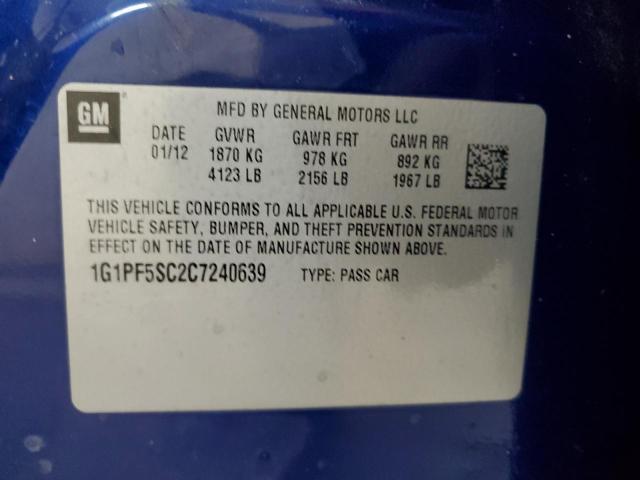 GM
MFD BY GENERAL MOTORS LLC
DATE GVWR GAWR FRT GAWR RR
01/12 1870 KG 978 KG 892 KG
4123 LB 2156 LB 1967 LB
THIS VEHICLE CONFORMS TO ALL APPLICABLE U.S. FEDERAL MOTOR
VEHICLE SAFETY, BUMPER, AND THEFT PREVENTION STANDARDS IN
EFFECT ON THE DATE OF MANUFACTURE SHOWN ABOVE.
1G1PF5SC2C7240639 TYPE: PASS CAR